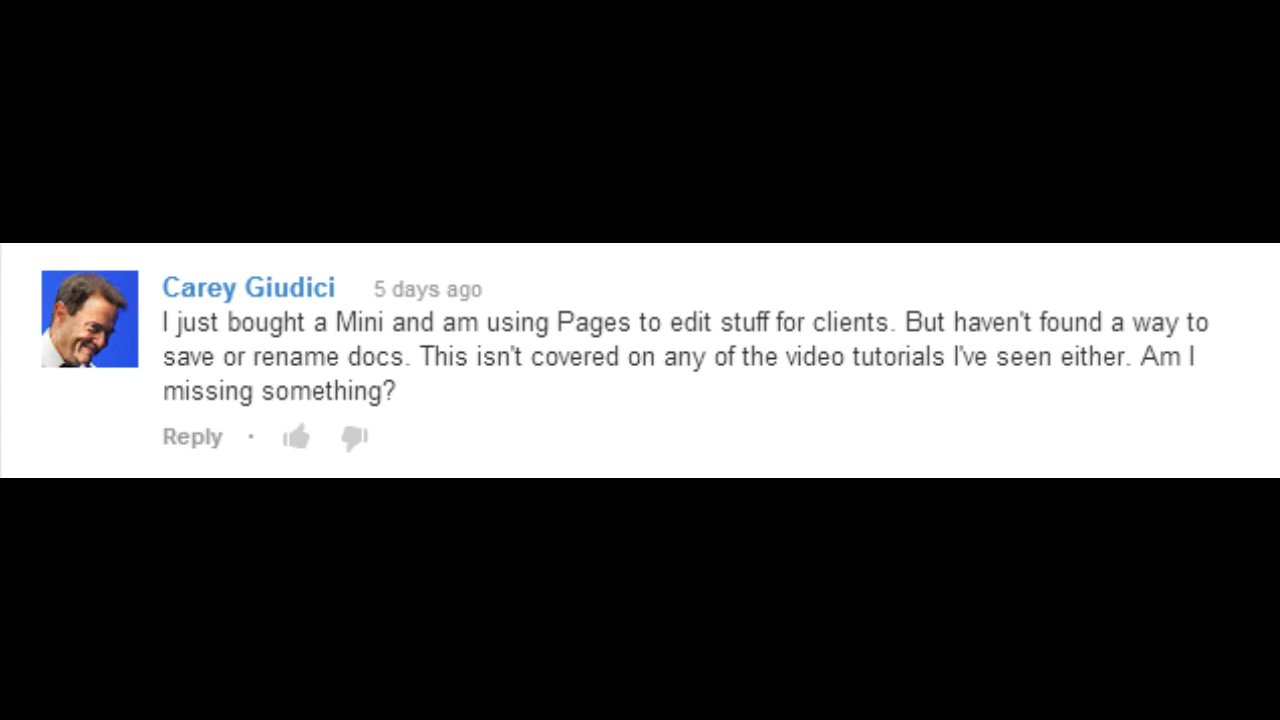 Carey Giudici 5 days ago
I just bought a Mini and am using Pages to edit stuff for clients. But haven't found a way to
save or rename docs. This isn't covered on any of the video tutorials I've seen either. Am I
missing something?
Reply ·